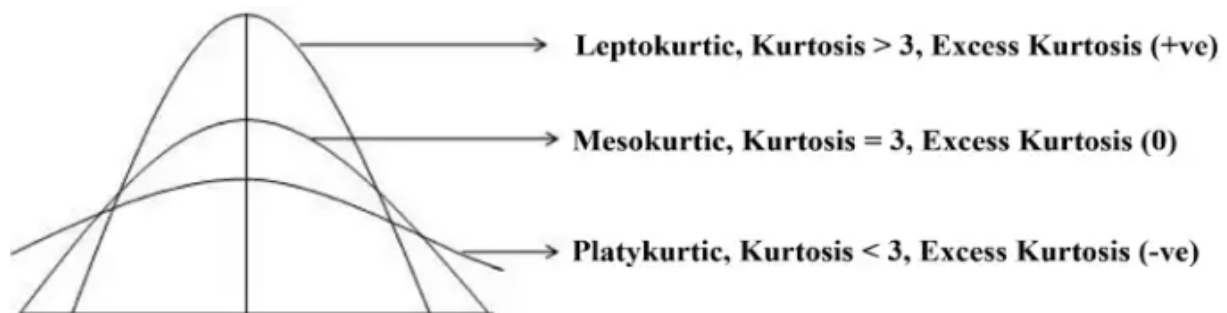 Leptokurtic, Kurtosis > 3, Excess Kurtosis (+ve)
Mesokurtic, Kurtosis = 3, Excess Kurtosis (0)
Platykurtic, Kurtosis < 3, Excess Kurtosis (-ve)